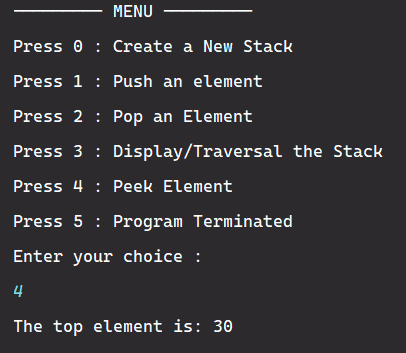 ————————— MENU —————————
Press 0 : Create a New Stack
Press 1 : Push an element
Press 2 : Pop an Element
Press 3 : Display/Traversal the Stack
Press 4 : Peek Element
Press 5 : Program Terminated
Enter your choice :
4
The top element is: 30